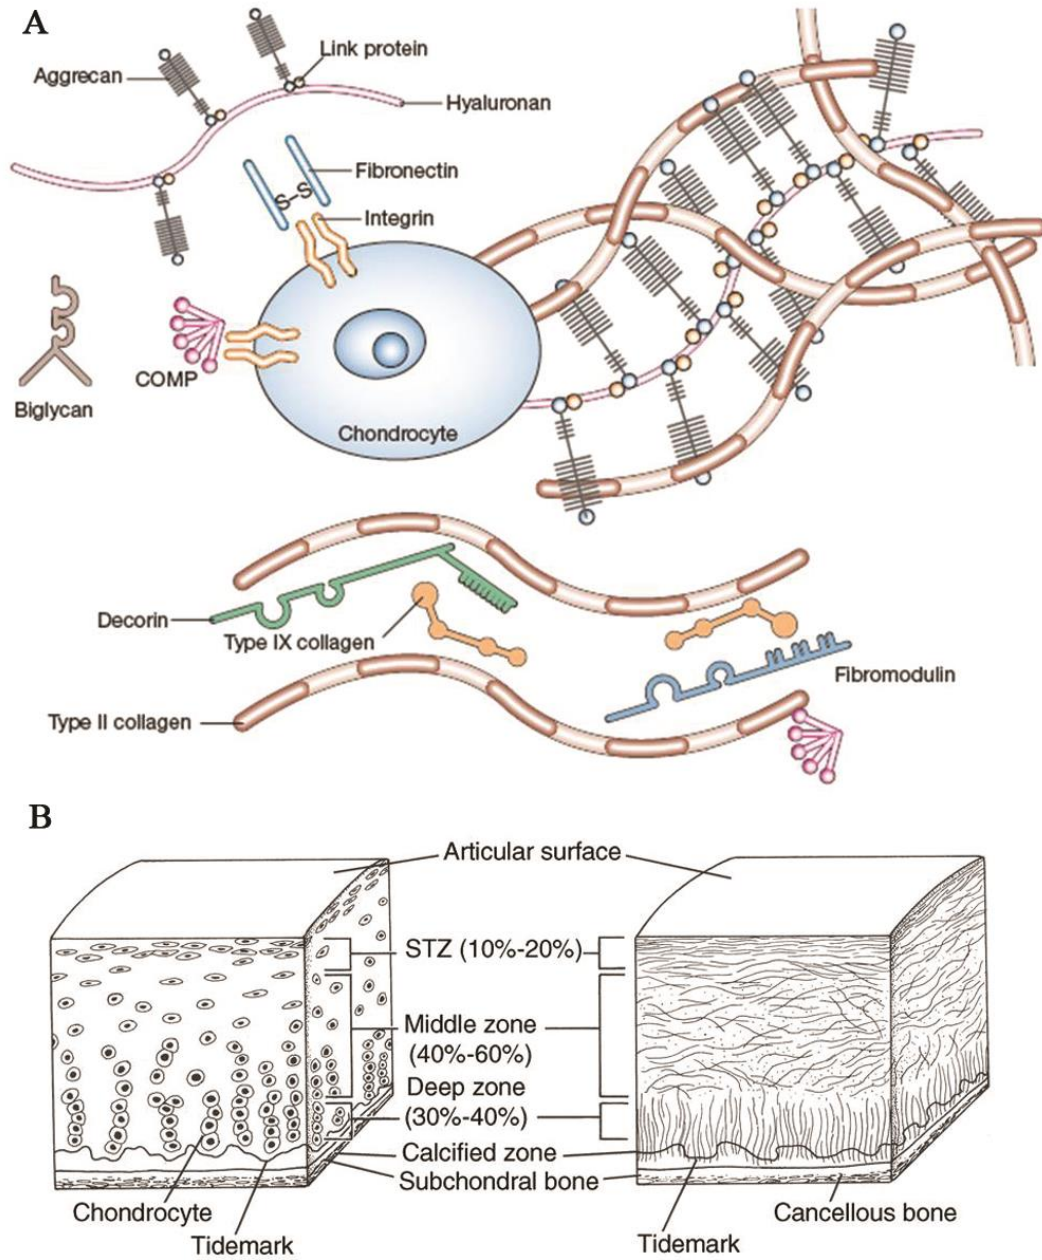 A
Link protein
Aggrecan
Hyaluronan
Fibronectin
S-S
Integrin
COMP
Biglycan
Chondrocyte
Decorin
Type IX collagen
Fibromodulin
Type II collagen
B
Articular surface
STZ (10%-20%)
Middle zone
(40%-60%)
Deep zone
(30%-40%)
Calcified zone
Subchondral bone
Chondrocyte
Cancellous bone
Tidemark
Tidemark